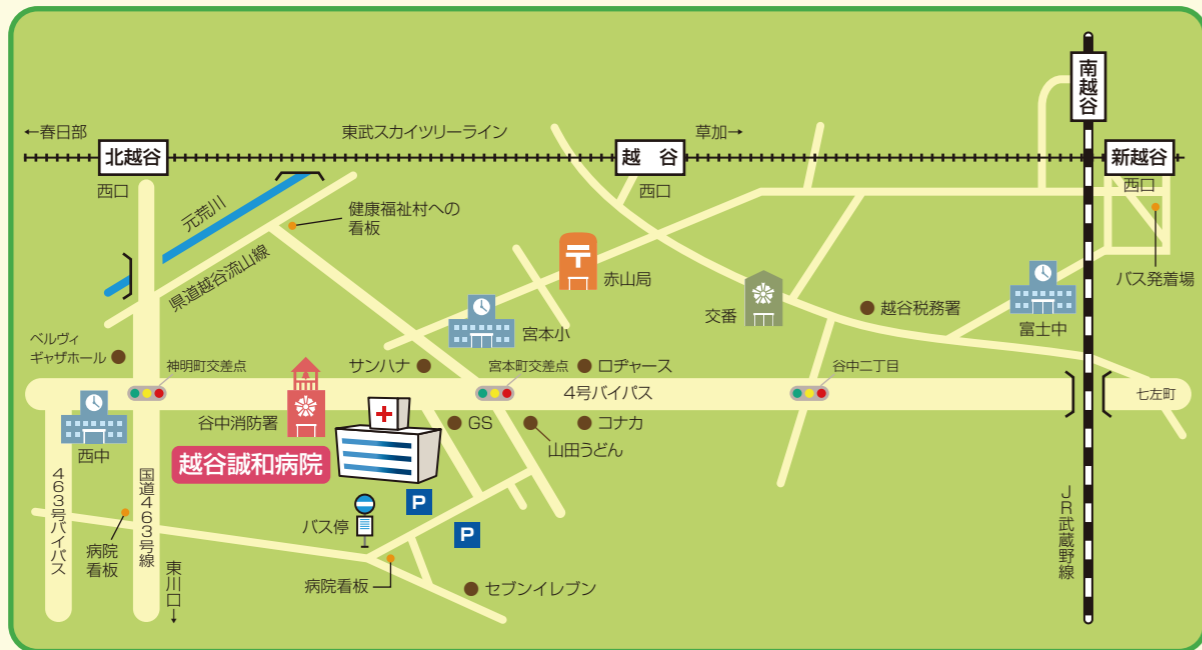 南越谷
←春日部
東武スカイツリーライン
草加→
北越谷
越 谷
新越谷
西口
西口
西口
元荒川
健康福祉村への
看板
県道越谷流山線
赤山局
バス発着場
交番
越谷税務署
富士中
宮本小
ベルヴィ
ギャザホール
神明町交差点
サンハナ
宮本町交差点
ロヂャース
谷中二丁目
4号バイパス
七左町
谷中消防署
GS
コナカ
山田うどん
西中
越谷誠和病院
463号バイパス
国道463号線
P
バス停
P
JR武蔵野線
病院
看板
東川口→
病院看板
セブンイレブン